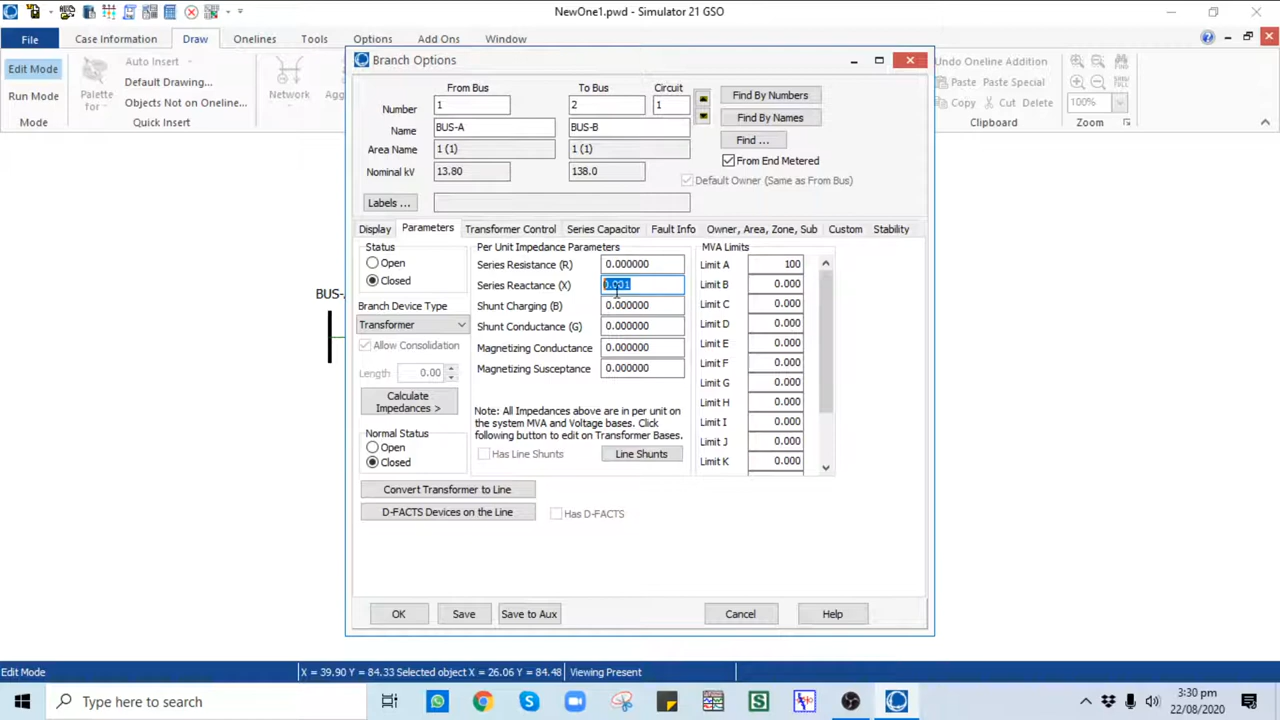 NewOne1.pwd - Simulator 21 GSO
File
Case Information
Draw
Onelines
Tools
Options
Add Ons
Window
Edit Mode
Run Mode
Mode
Palette for
Auto Insert
Default Drawing...
Objects Not on Oneline...
Quick Insert
Network
Undo Oneline Addition
Paste
Paste Special
Copy
Cut
Delete
Clipboard
100%
Zoom
BUS-
Branch Options
From Bus
To Bus
Circuit
Number
1
2
1
Find By Numbers
Name
BUS-A
BUS-B
Find By Names
Area Name
1 (1)
1 (1)
Find ...
Nominal kV
13.80
138.0
From End Metered
Default Owner (Same as From Bus)
Labels ...
Display
Parameters
Transformer Control
Series Capacitor
Fault Info
Owner, Area, Zone, Sub
Custom
Stability
Status
Open
Closed
Branch Device Type
Transformer
Allow Consolidation
Length
0.00
Calculate
Impedances >
Normal Status
Open
Closed
Convert Transformer to Line
D-FACTS Devices on the Line
Has D-FACTS
Per Unit Impedance Parameters
Series Resistance (R)
0.000000
Series Reactance (X)
0.001
Shunt Charging (B)
0.000000
Shunt Conductance (G)
0.000000
Magnetizing Conductance
0.000000
Magnetizing Susceptance
0.000000
Note: All Impedances above are in per unit on
the system MVA and Voltage bases. Click
following button to edit on Transformer Bases.
Has Line Shunts
Line Shunts
MVA Limits
Limit A
100
Limit B
0.000
Limit C
0.000
Limit D
0.000
Limit E
0.000
Limit F
0.000
Limit G
0.000
Limit H
0.000
Limit I
0.000
Limit J
0.000
Limit K
0.000
OK
Save
Save to Aux
Cancel
Help
Edit Mode
X = 39.90 Y = 84.33 Selected object X = 26.06 Y = 84.48
Viewing Present
Type here to search
3:30 pm
22/08/2020